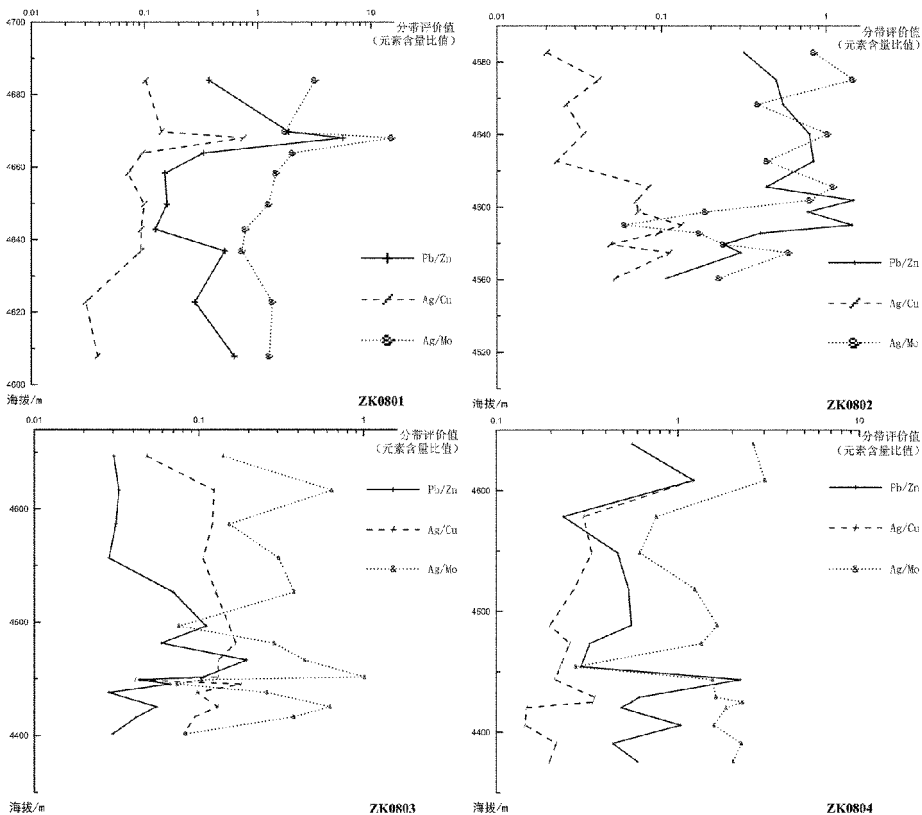 0.01 0.1 1 10
分带评价值
（元素含量比值）
4700
4680
4660
4640
4620
4600
Pb/Zn
Ag/Cu
Ag/Mo
海拔/m
ZK0801
0.01 0.1 1
分带评价值
（元素含量比值）
4680
4640
4600
4560
4520
Pb/Zn
Ag/Cu
Ag/Mo
海拔/m
ZK0802
0.01 0.1 1
分带评价值
（元素含量比值）
4600
4500
4400
Pb/Zn
Ag/Cu
Ag/Mo
海拔/m
ZK0803
0.1 1 10
分带评价值
（元素含量比值）
4600
4500
4400
Pb/Zn
Ag/Cu
Ag/Mo
海拔/m
ZK0804